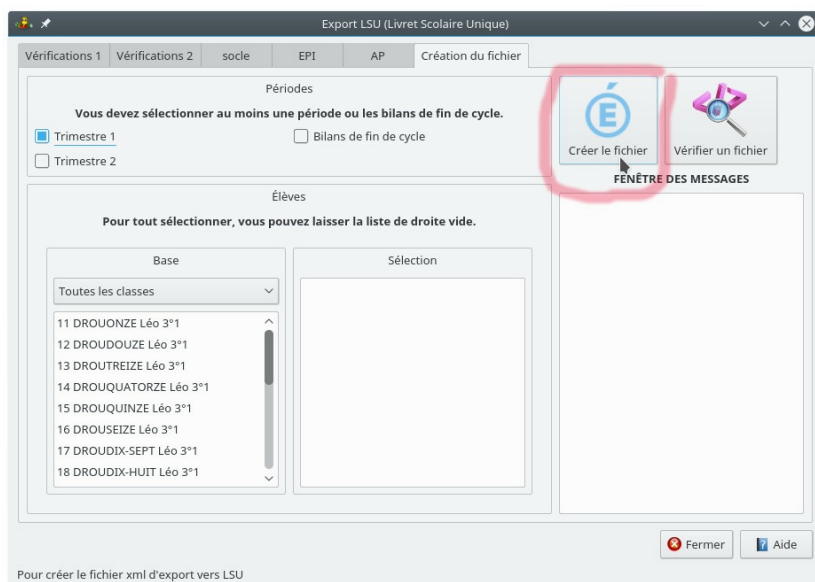 Export LSU (Livret Scolaire Unique)
Vérifications 1
Vérifications 2
socle
EPI
AP
Création du fichier
Périodes
Vous devez sélectionner au moins une période ou les bilans de fin de cycle.
Trimestre 1
Bilans de fin de cycle
Trimestre 2
É
Créer le fichier
Vérifier un fichier
FENÊTRE DES MESSAGES
Élèves
Pour tout sélectionner, vous pouvez laisser la liste de droite vide.
Base
Sélection
Toutes les classes
11 DROUONZE Léo 3°1
12 DROUDOUZE Léo 3°1
13 DROUTREIZE Léo 3°1
14 DROUQUATORZE Léo 3°1
15 DROUQUINZE Léo 3°1
16 DROUSEIZE Léo 3°1
17 DROUDIX-SEPT Léo 3°1
18 DROUDIX-HUIT Léo 3°1
Fermer
Aide
Pour créer le fichier xml d'export vers LSU